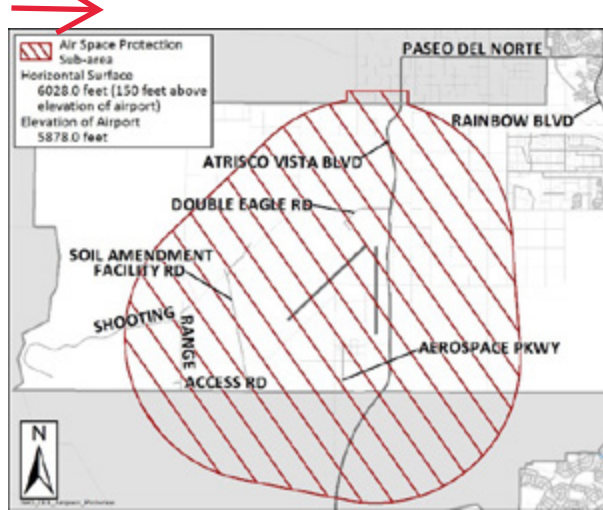 Air Space Protection
Sub-area
Horizontal Surface
6028.0 feet (150 feet above
elevation of airport)
Elevation of Airport
5878.0 feet
PASEO DEL NORTE
RAINBOW BLVD
ATRISCO VISTA BLVD
DOUBLE EAGLE RD
SOIL AMENDMENT
FACILITY RD
SHOOTING
RANGE
ACCESS RD
AEROSPACE PKWY
N